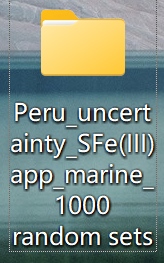 Peru_uncert
ainty_SFe(III)
app_marine_
1000
random sets